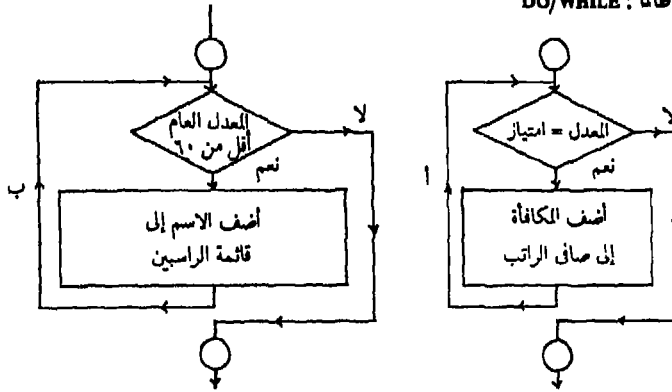 DO/WHILE :
المعدل = امتياز
لا
نعم
أ
أضف المكافأة
إلى صافى الراتب
المعدل العام
أقل من ٦٠
لا
نعم
ب
أضف الاسم إلى
قائمة الراسبين